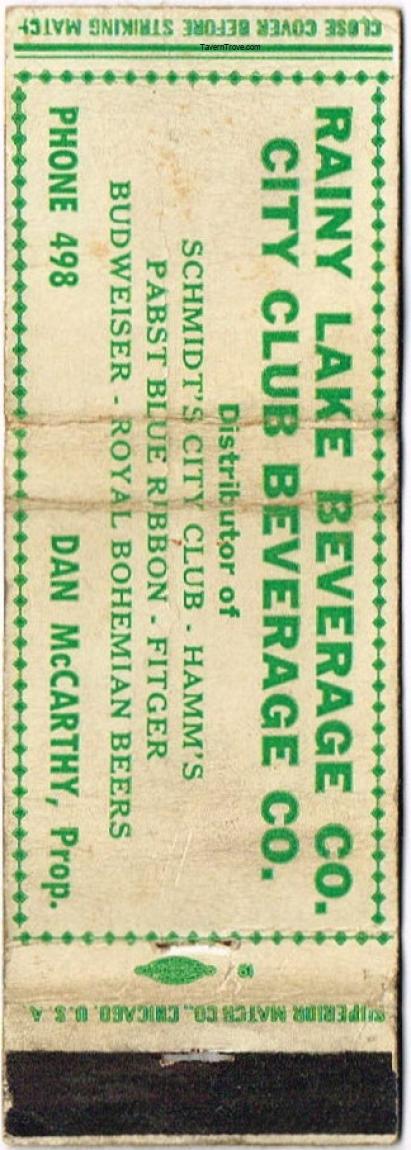 CLOSE COVER BEFORE STRIKING MATCH
TavernTrove.com
RAINY LAKE BEVERAGE CO.
CITY CLUB BEVERAGE CO.
Distributor of
SCHMIDT'S CITY CLUB - HAMM'S
PABST BLUE RIBBON - FITGER
BUDWEISER - ROYAL BOHEMIAN BEERS
PHONE 498 DAN McCARTHY, Prop.
SUPERIOR MATCH CO., CHICAGO, U. S. A